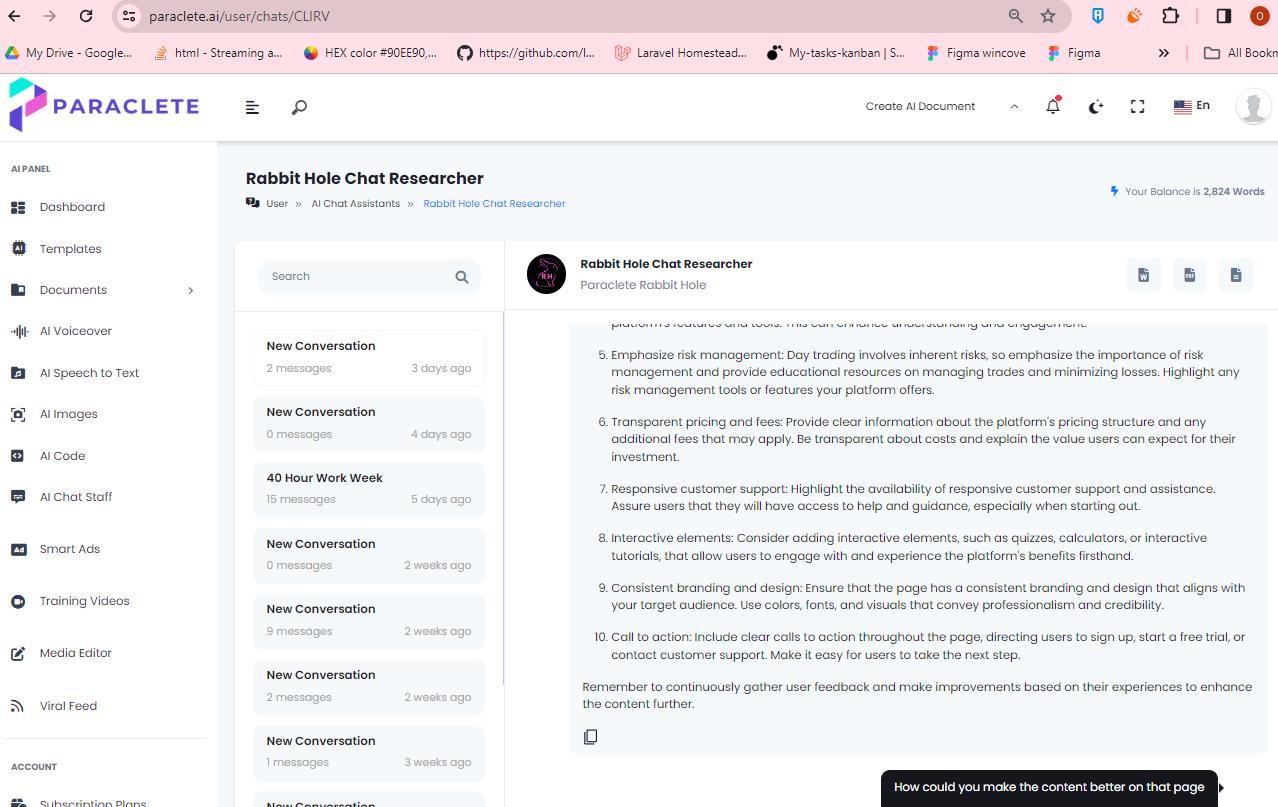 paraclete.ai/user/chats/CLIRV
My Drive - Google...
html - Streaming a...
HEX color #90EE90,...
https://github.com/l...
Laravel Homestead...
My-tasks-kanban | S...
Figma wincove
Figma
»
All Bookm
O
PARACLETE
Create AI Document
En
AI PANEL
Dashboard
Templates
Documents
AI Voiceover
AI Speech to Text
AI Images
AI Code
AI Chat Staff
Smart Ads
Training Videos
Media Editor
Viral Feed
ACCOUNT
Subscription Plans
Rabbit Hole Chat Researcher
User » AI Chat Assistants » Rabbit Hole Chat Researcher
Your Balance is 2,824 Words
Search
New Conversation
2 messages 3 days ago
New Conversation
0 messages 4 days ago
40 Hour Work Week
15 messages 5 days ago
New Conversation
0 messages 2 weeks ago
New Conversation
9 messages 2 weeks ago
New Conversation
2 messages 2 weeks ago
New Conversation
1 messages 3 weeks ago
New Conversation
RH
Rabbit Hole Chat Researcher
Paraclete Rabbit Hole
platform's features and tools. This can enhance understanding and engagement.
5. Emphasize risk management: Day trading involves inherent risks, so emphasize the importance of risk
management and provide educational resources on managing trades and minimizing losses. Highlight any
risk management tools or features your platform offers.
6. Transparent pricing and fees: Provide clear information about the platform's pricing structure and any
additional fees that may apply. Be transparent about costs and explain the value users can expect for their
investment.
7. Responsive customer support: Highlight the availability of responsive customer support and assistance.
Assure users that they will have access to help and guidance, especially when starting out.
8. Interactive elements: Consider adding interactive elements, such as quizzes, calculators, or interactive
tutorials, that allow users to engage with and experience the platform's benefits firsthand.
9. Consistent branding and design: Ensure that the page has a consistent branding and design that aligns with
your target audience. Use colors, fonts, and visuals that convey professionalism and credibility.
10. Call to action: Include clear calls to action throughout the page, directing users to sign up, start a free trial, or
contact customer support. Make it easy for users to take the next step.
Remember to continuously gather user feedback and make improvements based on their experiences to enhance
the content further.
How could you make the content better on that page